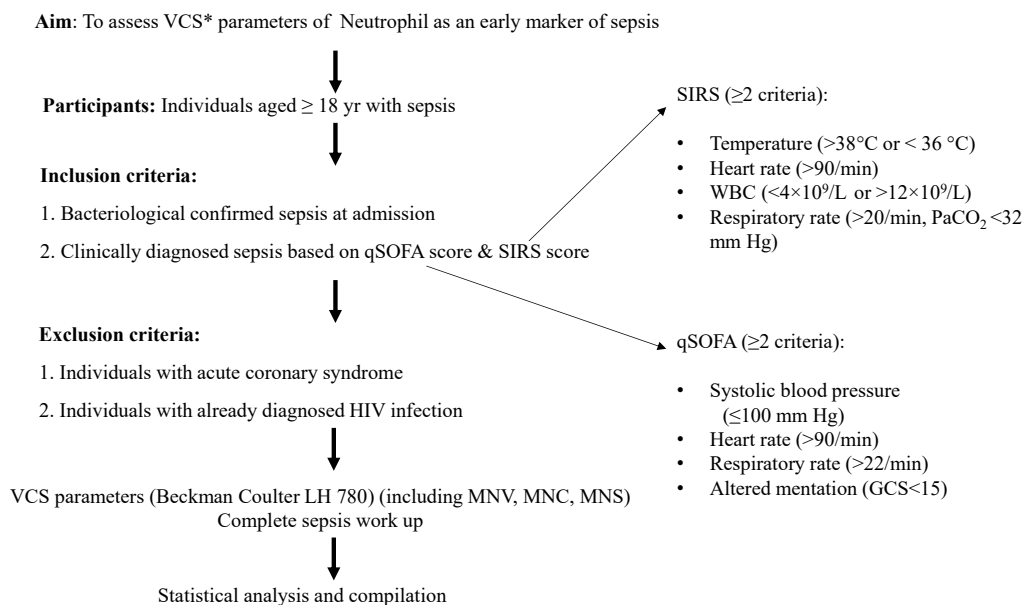 Aim: To assess VCS* parameters of Neutrophil as an early marker of sepsis
Participants: Individuals aged ≥ 18 yr with sepsis
Inclusion criteria:
1. Bacteriological confirmed sepsis at admission
2. Clinically diagnosed sepsis based on qSOFA score & SIRS score
Exclusion criteria:
1. Individuals with acute coronary syndrome
2. Individuals with already diagnosed HIV infection
VCS parameters (Beckman Coulter LH 780) (including MNV, MNC, MNS)
Complete sepsis work up
Statistical analysis and compilation
SIRS (≥2 criteria):
• Temperature (>38°C or < 36 °C)
• Heart rate (>90/min)
• WBC (<4×10⁹/L or >12×10⁹/L)
• Respiratory rate (>20/min, PaCO₂ <32
mm Hg)
qSOFA (≥2 criteria):
• Systolic blood pressure
(≤100 mm Hg)
• Heart rate (>90/min)
• Respiratory rate (>22/min)
• Altered mentation (GCS<15)